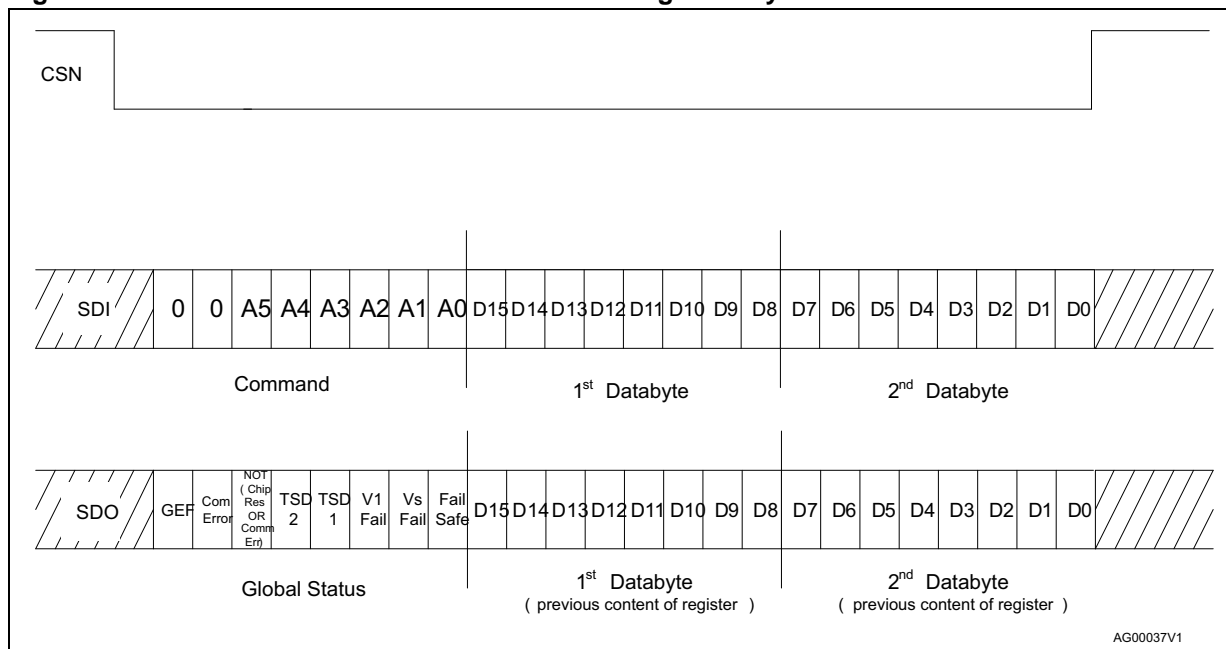 CSN
SDI 0 0 A5 A4 A3 A2 A1 A0 D15 D14 D13 D12 D11 D10 D9 D8 D7 D6 D5 D4 D3 D2 D1 D0
Command 1st Databyte 2nd Databyte
SDO GEF Com Error NOT ( Chip Res OR Comm Err) TSD 2 TSD 1 V1 Fail Vs Fail Fail Safe D15 D14 D13 D12 D11 D10 D9 D8 D7 D6 D5 D4 D3 D2 D1 D0
Global Status 1st Databyte 2nd Databyte
( previous content of register ) ( previous content of register )
AG00037V1